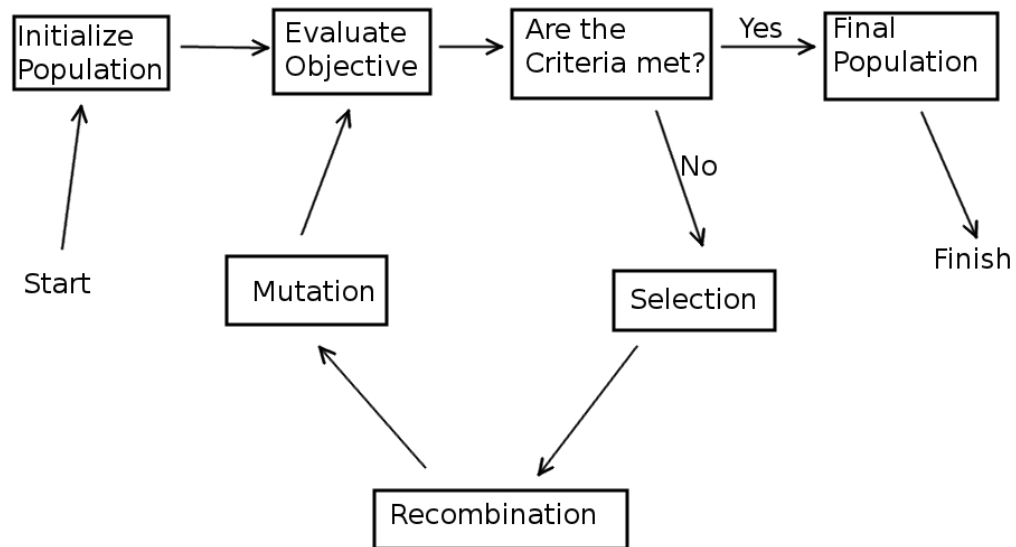 Initialize
Population
Evaluate
Objective
Are the
Criteria met?
Yes
Final
Population
No
Start
Mutation
Selection
Finish
Recombination